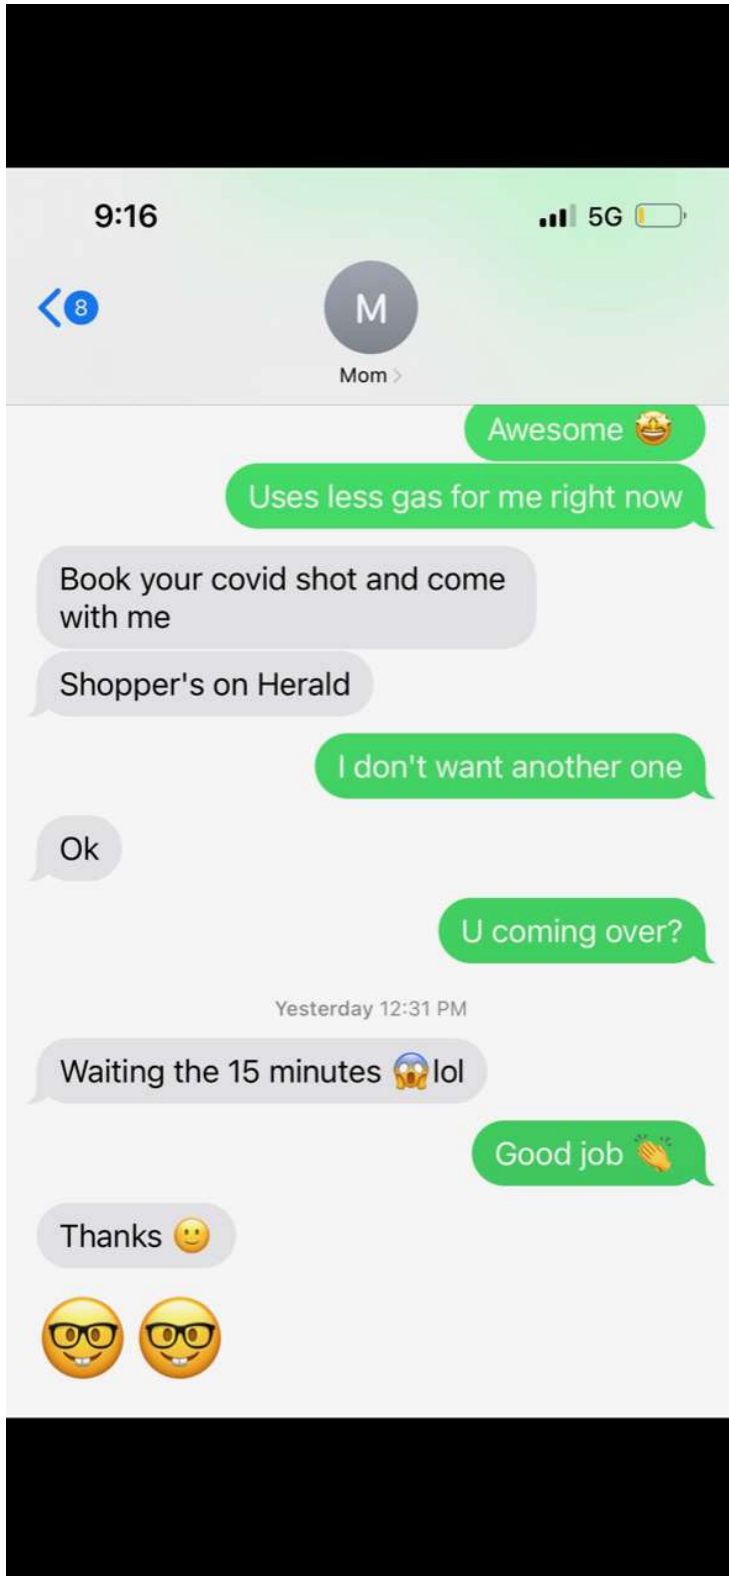 9:16
5G
8
M
Mom
Awesome 🤩
Uses less gas for me right now
Book your covid shot and come
with me
Shopper's on Herald
I don't want another one
Ok
U coming over?
Yesterday 12:31 PM
Waiting the 15 minutes 😱lol
Good job 👏
Thanks 🙂
🤓🤓